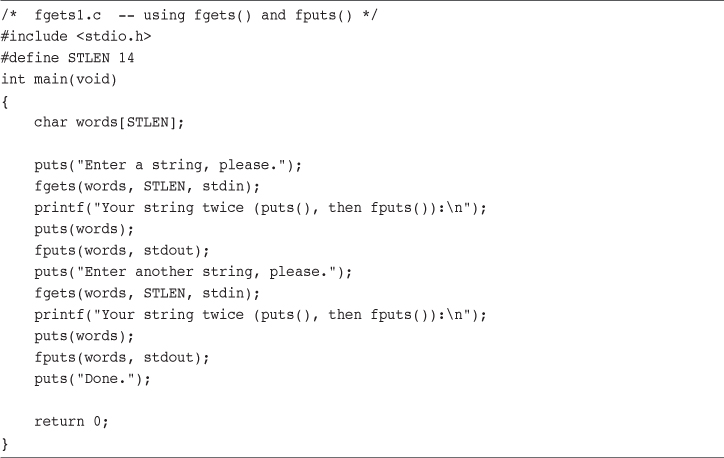 /*  fgets1.c  -- using fgets() and fputs() */
#include <stdio.h>
#define STLEN 14
int main(void)
{
    char words[STLEN];

    puts("Enter a string, please.");
    fgets(words, STLEN, stdin);
    printf("Your string twice (puts(), then fputs()):\n");
    puts(words);
    fputs(words, stdout);
    puts("Enter another string, please.");
    fgets(words, STLEN, stdin);
    printf("Your string twice (puts(), then fputs()):\n");
    puts(words);
    fputs(words, stdout);
    puts("Done.");

    return 0;
}